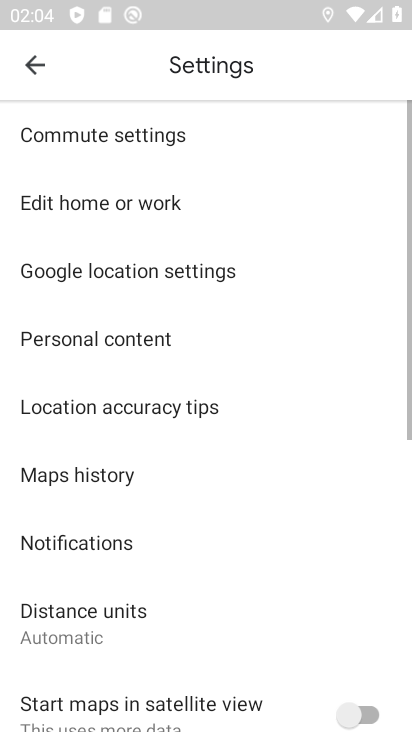 02:04
Settings
Commute settings
Edit home or work
Google location settings
Personal content
Location accuracy tips
Maps history
Notifications
Distance units
Automatic
Start maps in satellite view
This uses more data